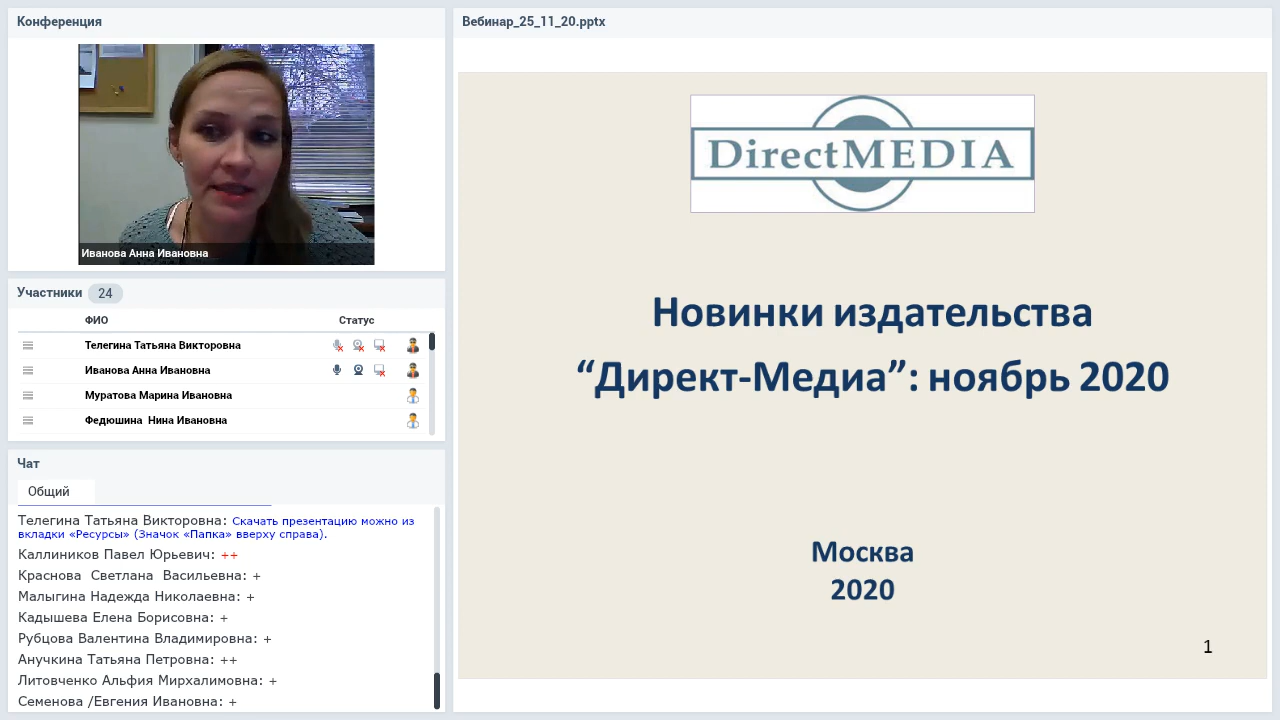 Конференция
Иванова Анна Ивановна
Участники 24
ФИО Статус
Телегина Татьяна Викторовна
Иванова Анна Ивановна
Муратова Марина Ивановна
Федюшина Нина Ивановна
Чат
Общий
Телегина Татьяна Викторовна: Скачать презентацию можно из
вкладки «Ресурсы» (Значок «Папка» вверху справа).
Каллиников Павел Юрьевич: ++
Краснова Светлана Васильевна: +
Малыгина Надежда Николаевна: +
Кадышева Елена Борисовна: +
Рубцова Валентина Владимировна: +
Анучкина Татьяна Петровна: ++
Литовченко Альфия Мирхалимовна: +
Семенова /Евгения Ивановна: +
Вебинар_25_11_20.pptx
DirectMEDIA
Новинки издательства
“Директ-Медиа”: ноябрь 2020
Москва
2020
1